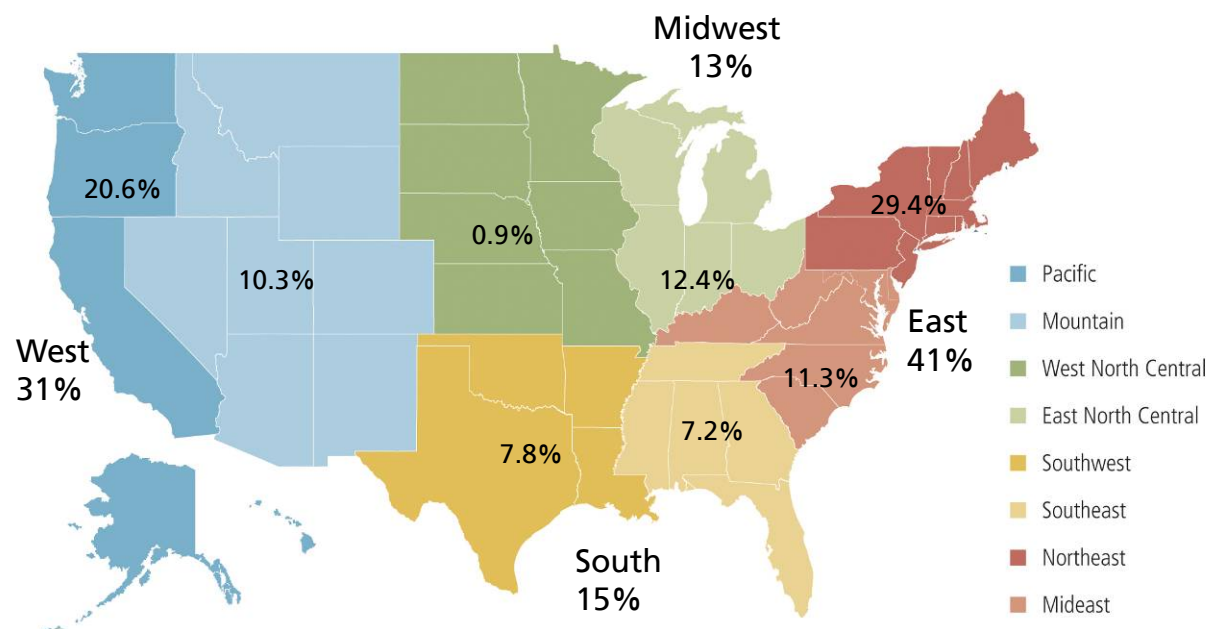 Midwest
13%
20.6%
29.4%
0.9%
10.3%
12.4%
West
31%
East
41%
11.3%
7.2%
7.8%
South
15%
Pacific
Mountain
West North Central
East North Central
Southwest
Southeast
Northeast
Mideast